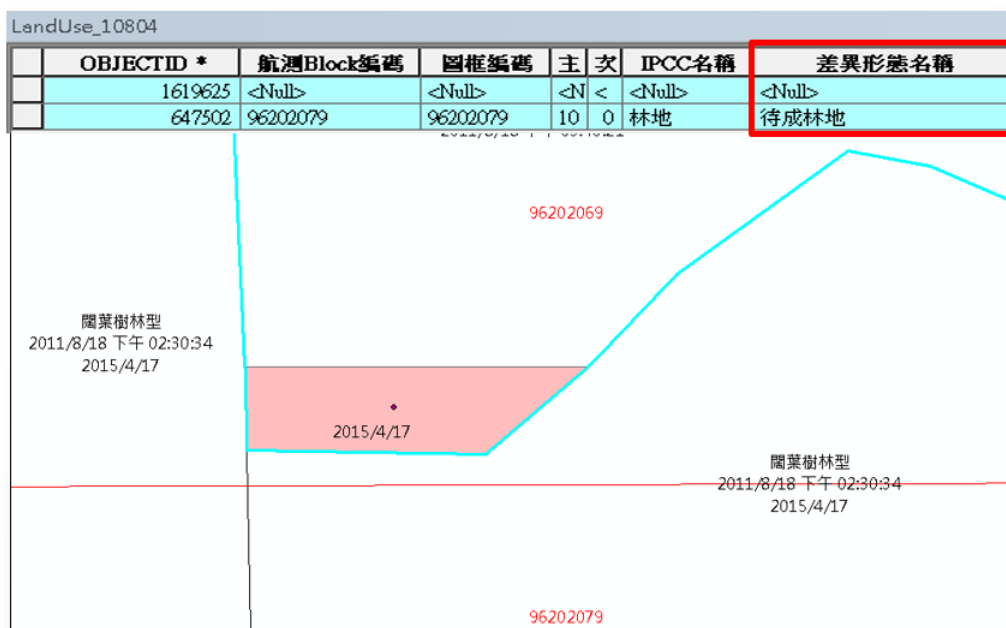 LandUse_10804
OBJECTID * 航測Block編碼 圖框編碼 主 次 IPCC名稱 差異形態名稱
1619625 <Null> <Null> <N < <Null> <Null>
647502 96202079 96202079 10 0 林地 待成林地
96202069
闊葉樹林型
2011/8/18 下午 02:30:34
2015/4/17
2015/4/17
闊葉樹林型
2011/8/18 下午 02:30:34
2015/4/17
96202079